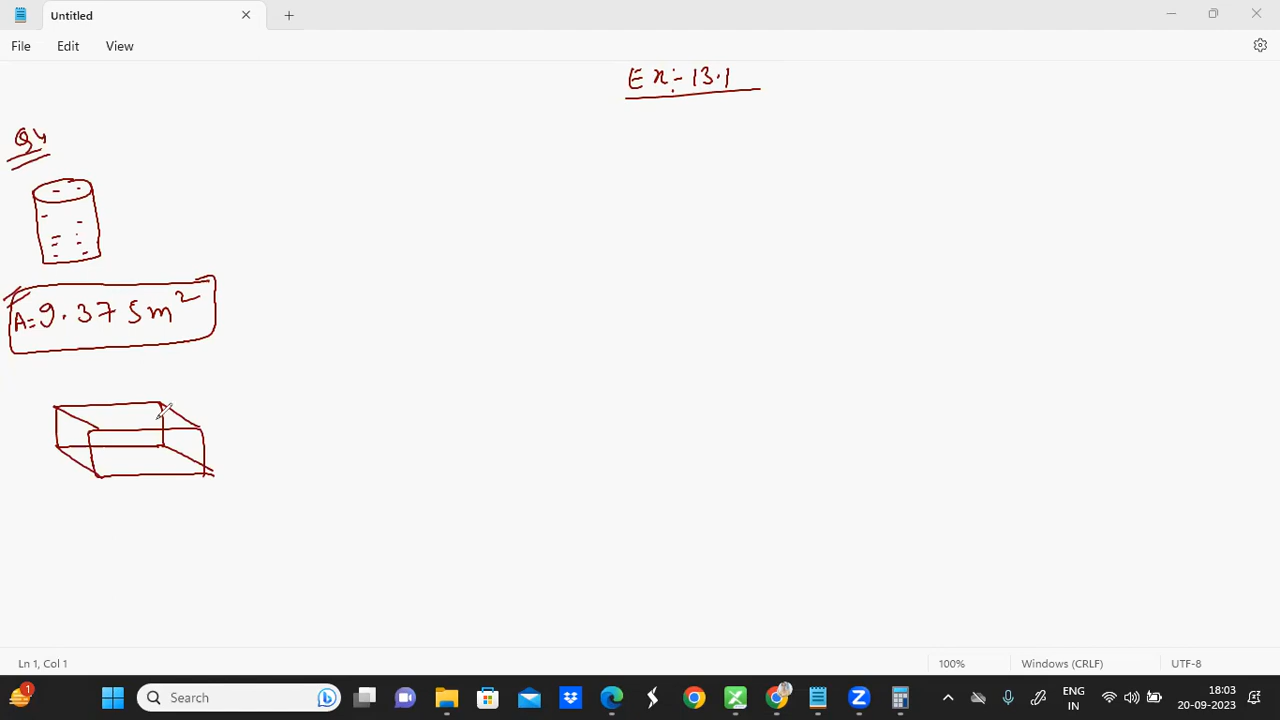 Untitled
File Edit View
Ex:- 13.1
Q4
A=9.375m²
Ln 1, Col 1 100% Windows (CRLF) UTF-8
1 Search ENG IN 18:03 20-09-2023